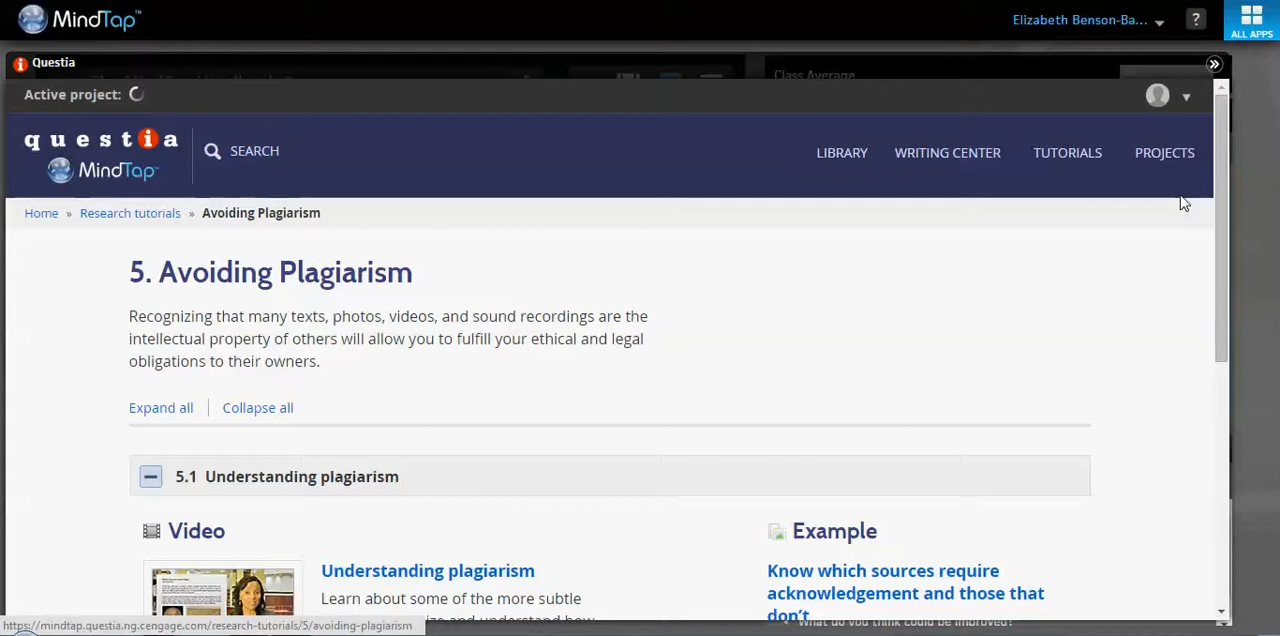 MindTap™
Elizabeth Benson-Ba...
?
ALL APPS
Questia
Class Average
Active project:
questia
MindTap™
SEARCH
LIBRARY
WRITING CENTER
TUTORIALS
PROJECTS
Home » Research tutorials » Avoiding Plagiarism
5. Avoiding Plagiarism
Recognizing that many texts, photos, videos, and sound recordings are the
intellectual property of others will allow you to fulfill your ethical and legal
obligations to their owners.
Expand all
Collapse all
5.1 Understanding plagiarism
Video
Understanding plagiarism
Learn about some of the more subtle
Example
Know which sources require
acknowledgement and those that
don't
What do you think could be improved?
https://mindtap.questia.ng.cengage.com/research-tutorials/5/avoiding-plagiarism